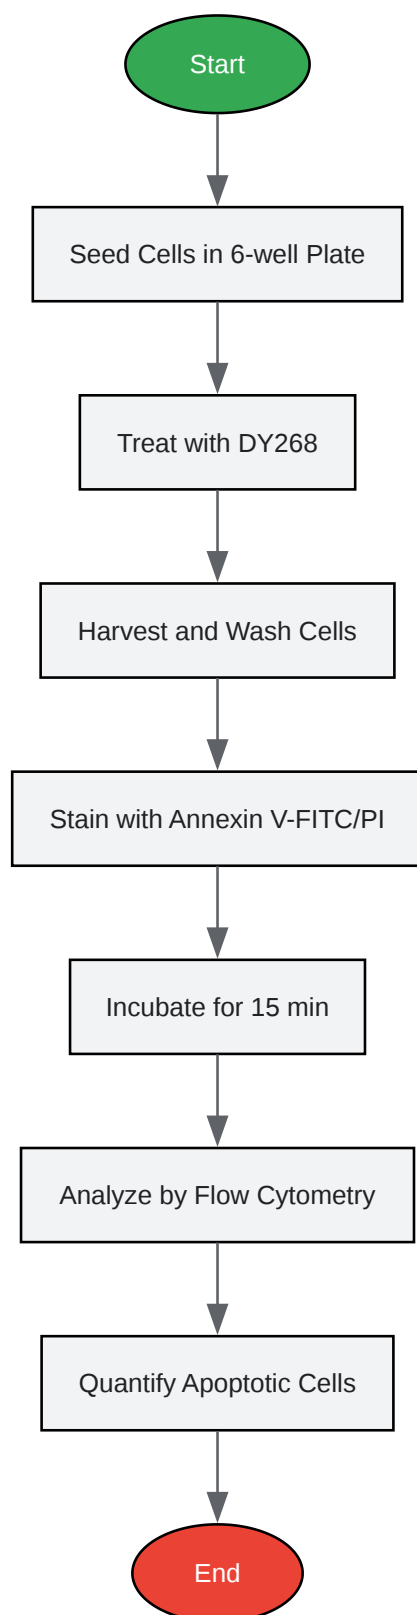 Start
Seed Cells in 6-well Plate
Treat with DY268
Harvest and Wash Cells
Stain with Annexin V-FITC/PI
Incubate for 15 min
Analyze by Flow Cytometry
Quantify Apoptotic Cells
End